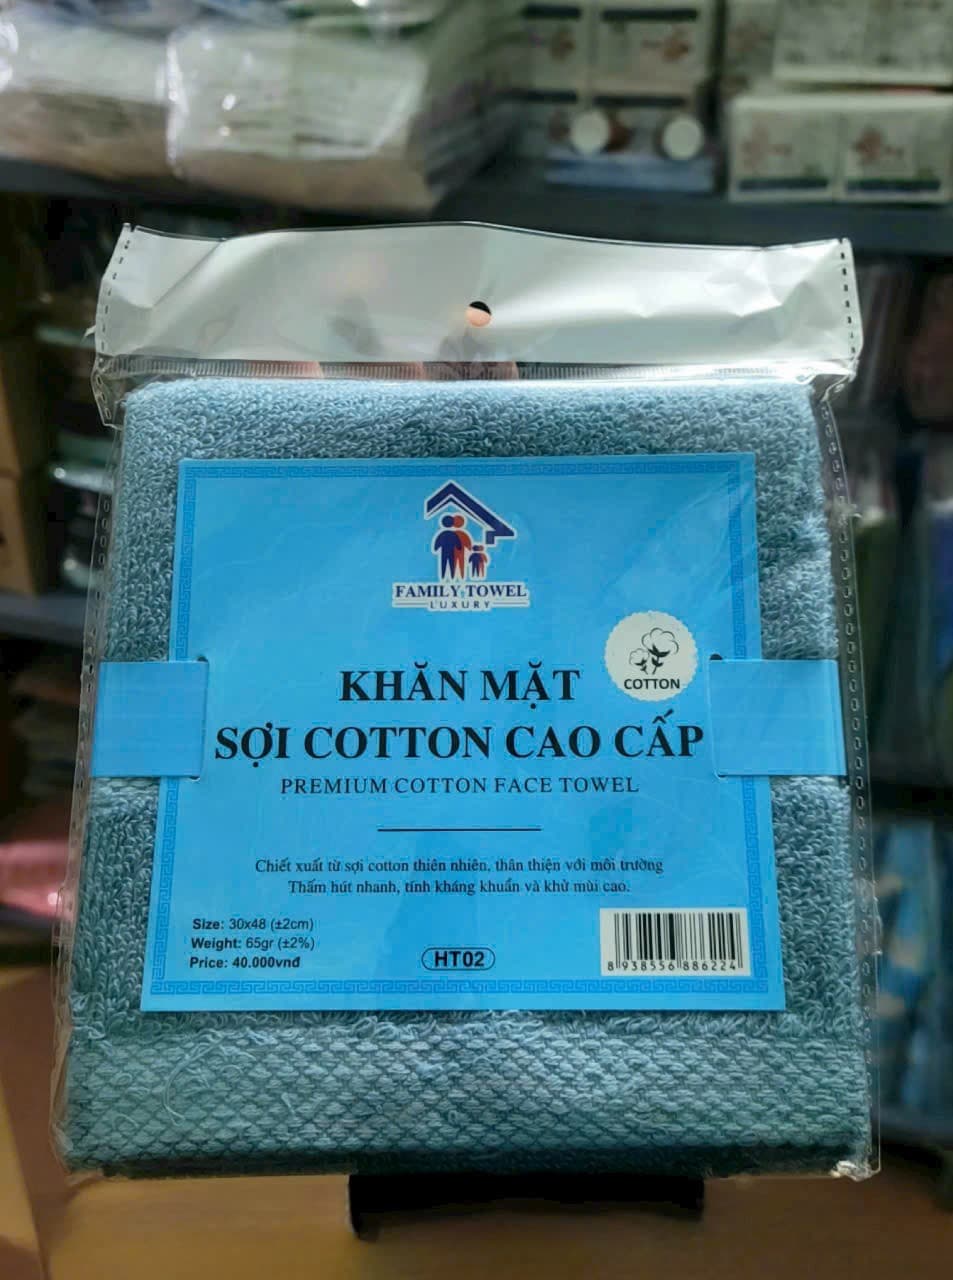 FAMILY TOWEL
LUXURY
COTTON
KHĂN MẶT
SỢI COTTON CAO CẤP
PREMIUM COTTON FACE TOWEL
Chiết xuất từ sợi cotton thiên nhiên, thân thiện với môi trường
Thấm hút nhanh, tính kháng khuẩn và khử mùi cao.
Size: 30x48 (±2cm)
Weight: 65gr (±2%)
Price: 40.000vnđ
HT02
8 938556 886224